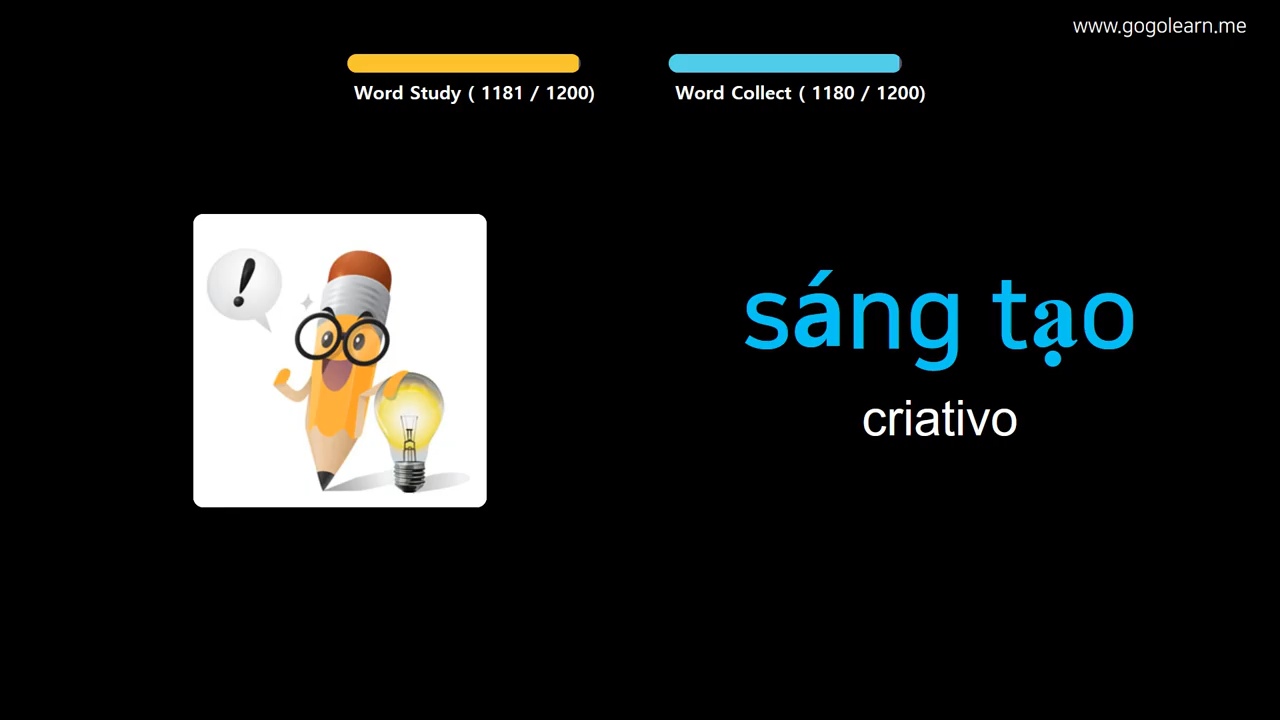 www.gogolearn.me
Word Study ( 1181 / 1200)
Word Collect ( 1180 / 1200)
!
sáng tạo
criativo